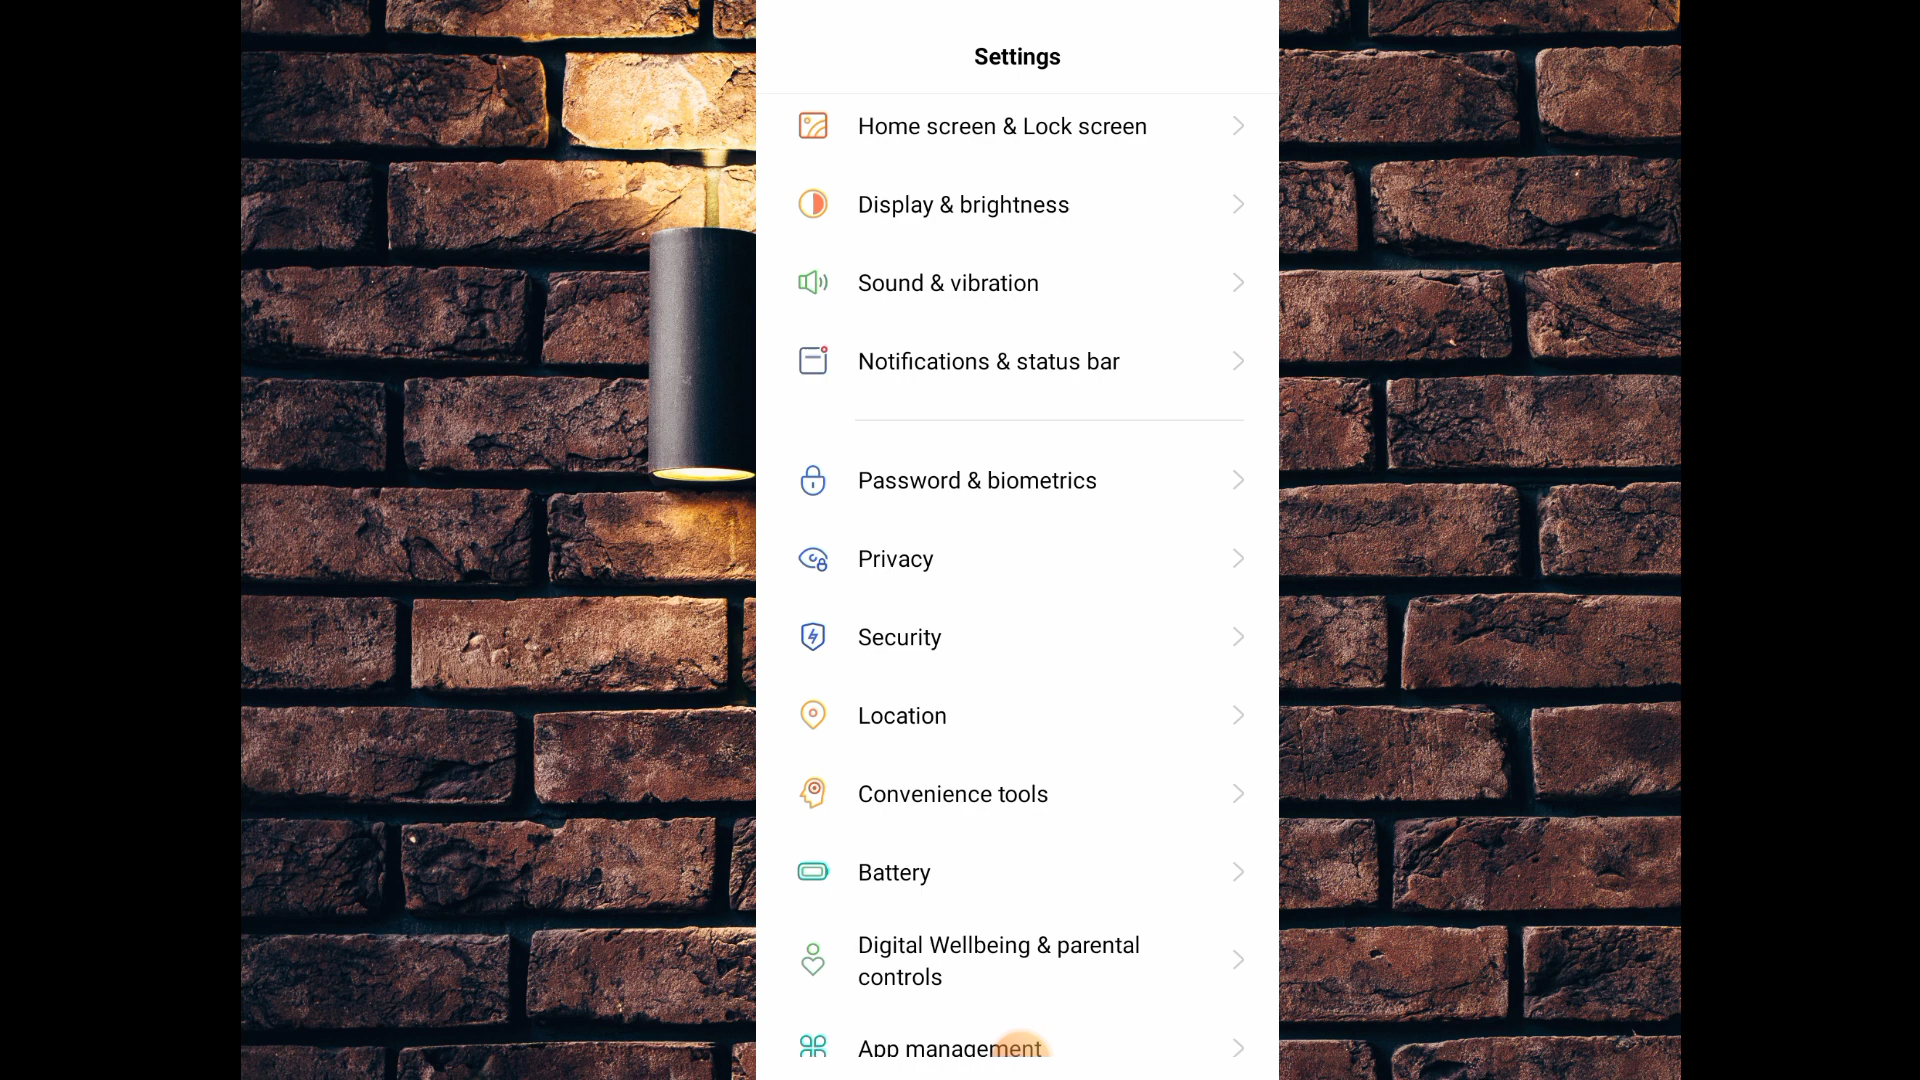 Settings
Home screen & Lock screen
Display & brightness
Sound & vibration
Notifications & status bar
Password & biometrics
Privacy
Security
Location
Convenience tools
Battery
Digital Wellbeing & parental
controls
App management